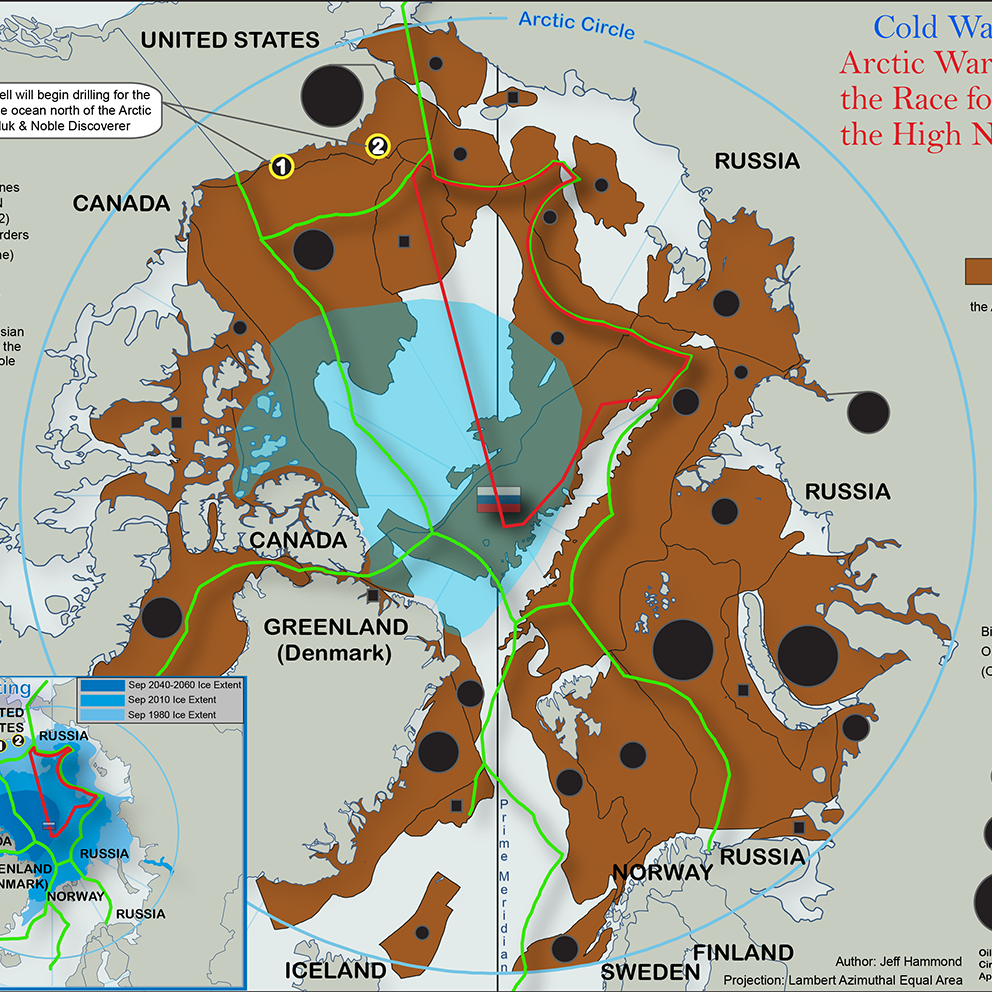 Arctic Circle
UNITED STATES
Cold Wa
Arctic War
the Race fo
the High N
ell will begin drilling for the
e ocean north of the Arctic
luk & Noble Discoverer
1
2
RUSSIA
CANADA
nes
2)
rders
ne)
the
sian
the
ole
RUSSIA
CANADA
GREENLAND
(Denmark)
Bi
O
(C
ting
Sep 2040-2060 Ice Extent
Sep 2010 Ice Extent
Sep 1980 Ice Extent
TED
TES
RUSSIA
1
2
DA
RUSSIA
ENLAND
NMARK)
NORWAY
RUSSIA
Prime Meridian
NORWAY
RUSSIA
ICELAND
SWEDEN
FINLAND
Author: Jeff Hammond
Projection: Lambert Azimuthal Equal Area
Oil
Cir
Ap